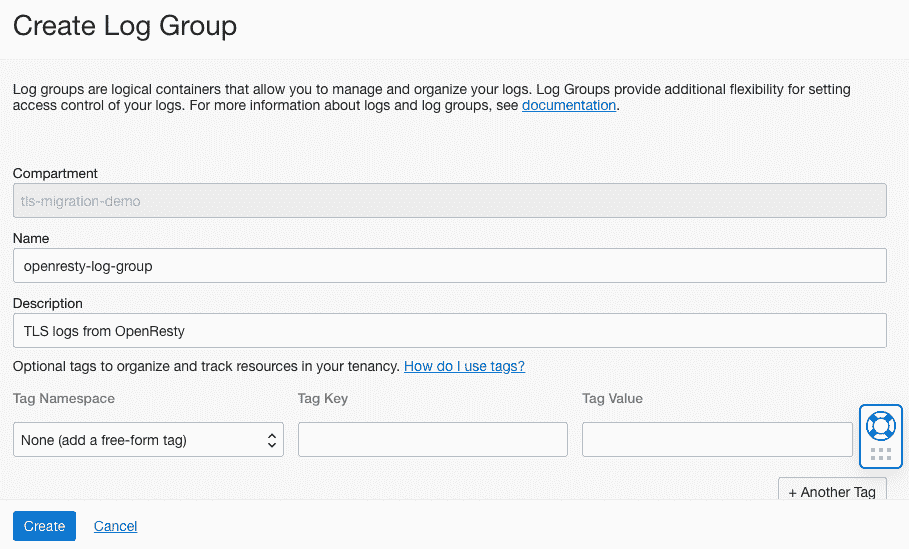 Create Log Group
Log groups are logical containers that allow you to manage and organize your logs. Log Groups provide additional flexibility for setting
access control of your logs. For more information about logs and log groups, see documentation.
Compartment
tls-migration-demo
Name
openresty-log-group
Description
TLS logs from OpenResty
Optional tags to organize and track resources in your tenancy. How do I use tags?
Tag Namespace Tag Key Tag Value
None (add a free-form tag)
+ Another Tag
Create Cancel